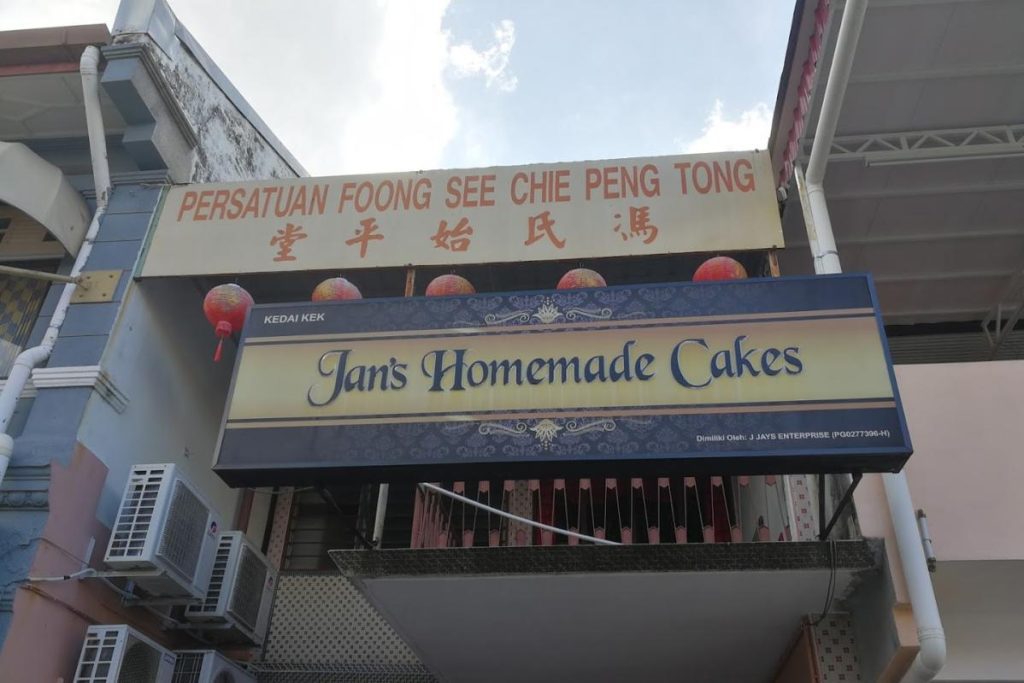 PERSATUAN FOONG SEE CHIE PENG TONG
堂平始氏馮
KEDAI KEK
Jan's Homemade Cakes
Dimiliki Oleh: J JAYS ENTERPRISE (PG0277396-H)